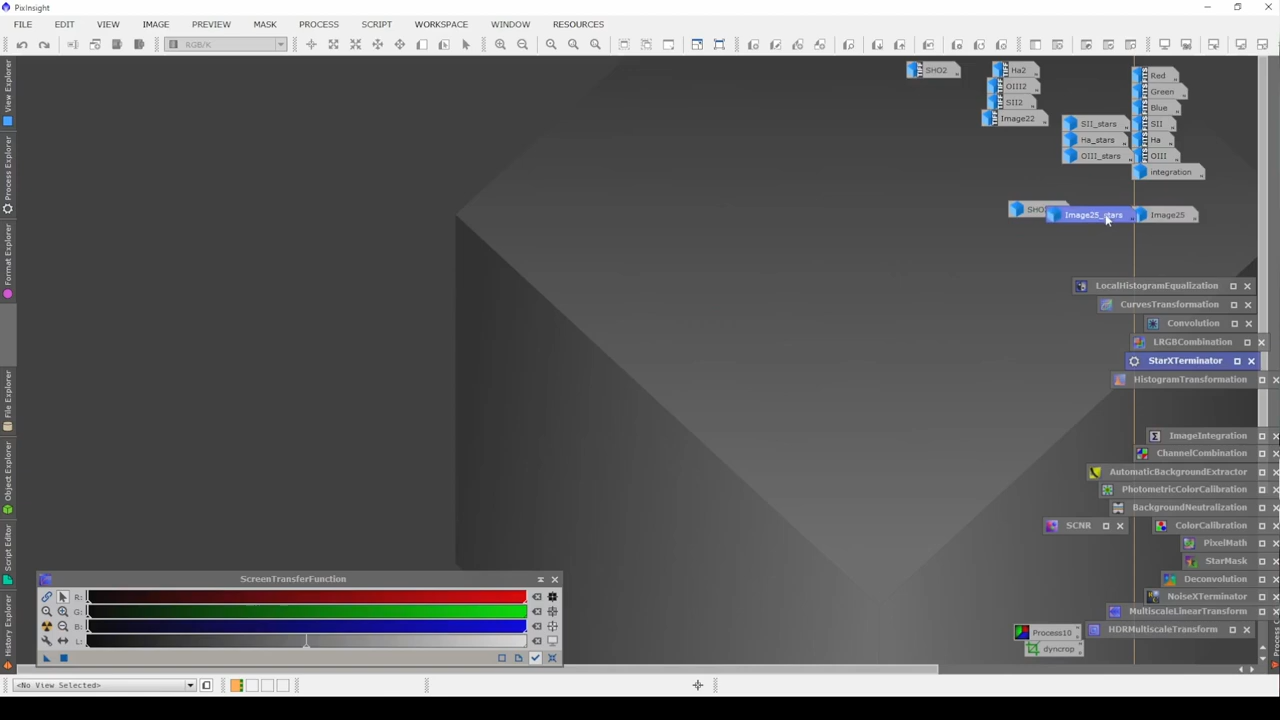 PixInsight
FILE EDIT VIEW IMAGE PROCESS SCRIPT MASK PREVIEW WORKSPACE WINDOW RESOURCES
RGB/K
View Explorer
Process Explorer
Format Explorer
File Explorer
Object Explorer
Script Editor
History Explorer
SHO2
Ha2
OIII2
SII2
Image22
Red
Green
Blue
SII
Ha
OIII
integration
SII_stars
Ha_stars
OIII_stars
SHO
Image25_stars
Image25
LocalHistogramEqualization
CurvesTransformation
Convolution
LRGBCombination
StarXTerminator
HistogramTransformation
ImageIntegration
ChannelCombination
AutomaticBackgroundExtractor
PhotometricColorCalibration
BackgroundNeutralization
SCNR
ColorCalibration
PixelMath
StarMask
Deconvolution
NoiseXTerminator
MultiscaleLinearTransform
HDRMultiscaleTransform
Process10
dyncrop
ScreenTransferFunction
R:
G:
B:
L:
<No View Selected>